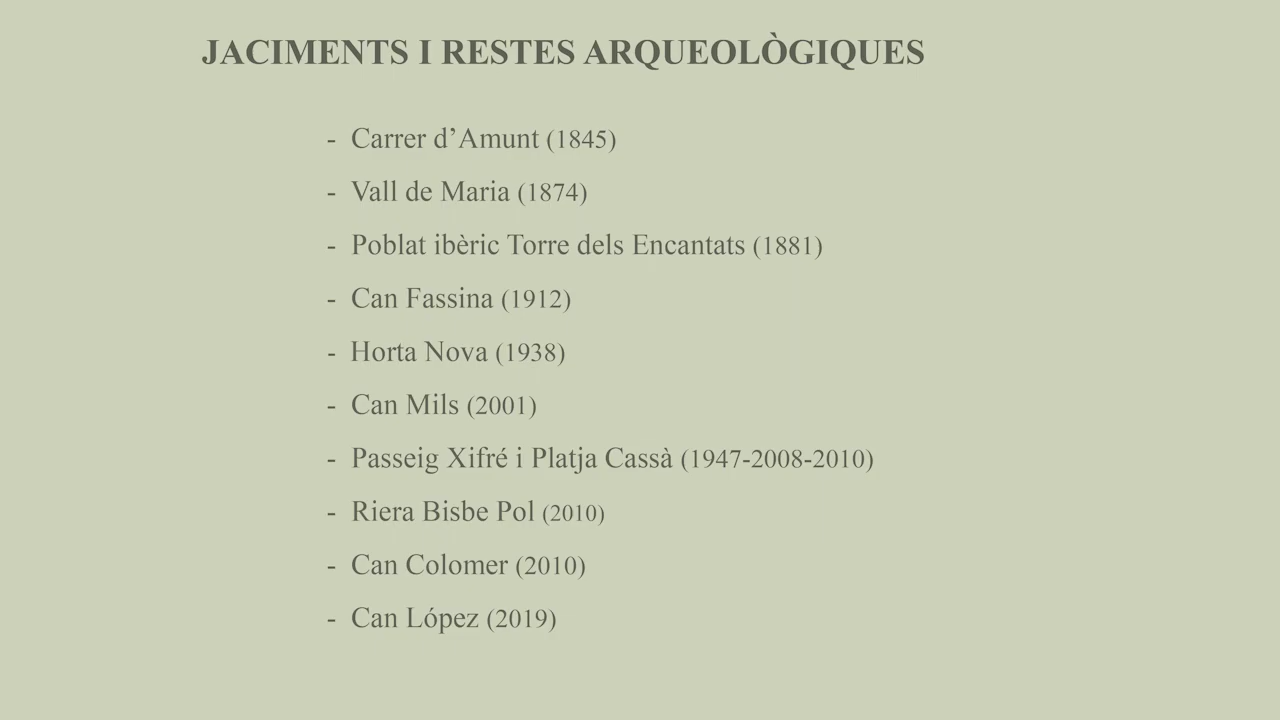 JACIMENTS I RESTES ARQUEOLÒGIQUES
- Carrer d’Amunt (1845)
- Vall de Maria (1874)
- Poblat ibèric Torre dels Encantats (1881)
- Can Fassina (1912)
- Horta Nova (1938)
- Can Mils (2001)
- Passeig Xifré i Platja Cassà (1947-2008-2010)
- Riera Bisbe Pol (2010)
- Can Colomer (2010)
- Can López (2019)